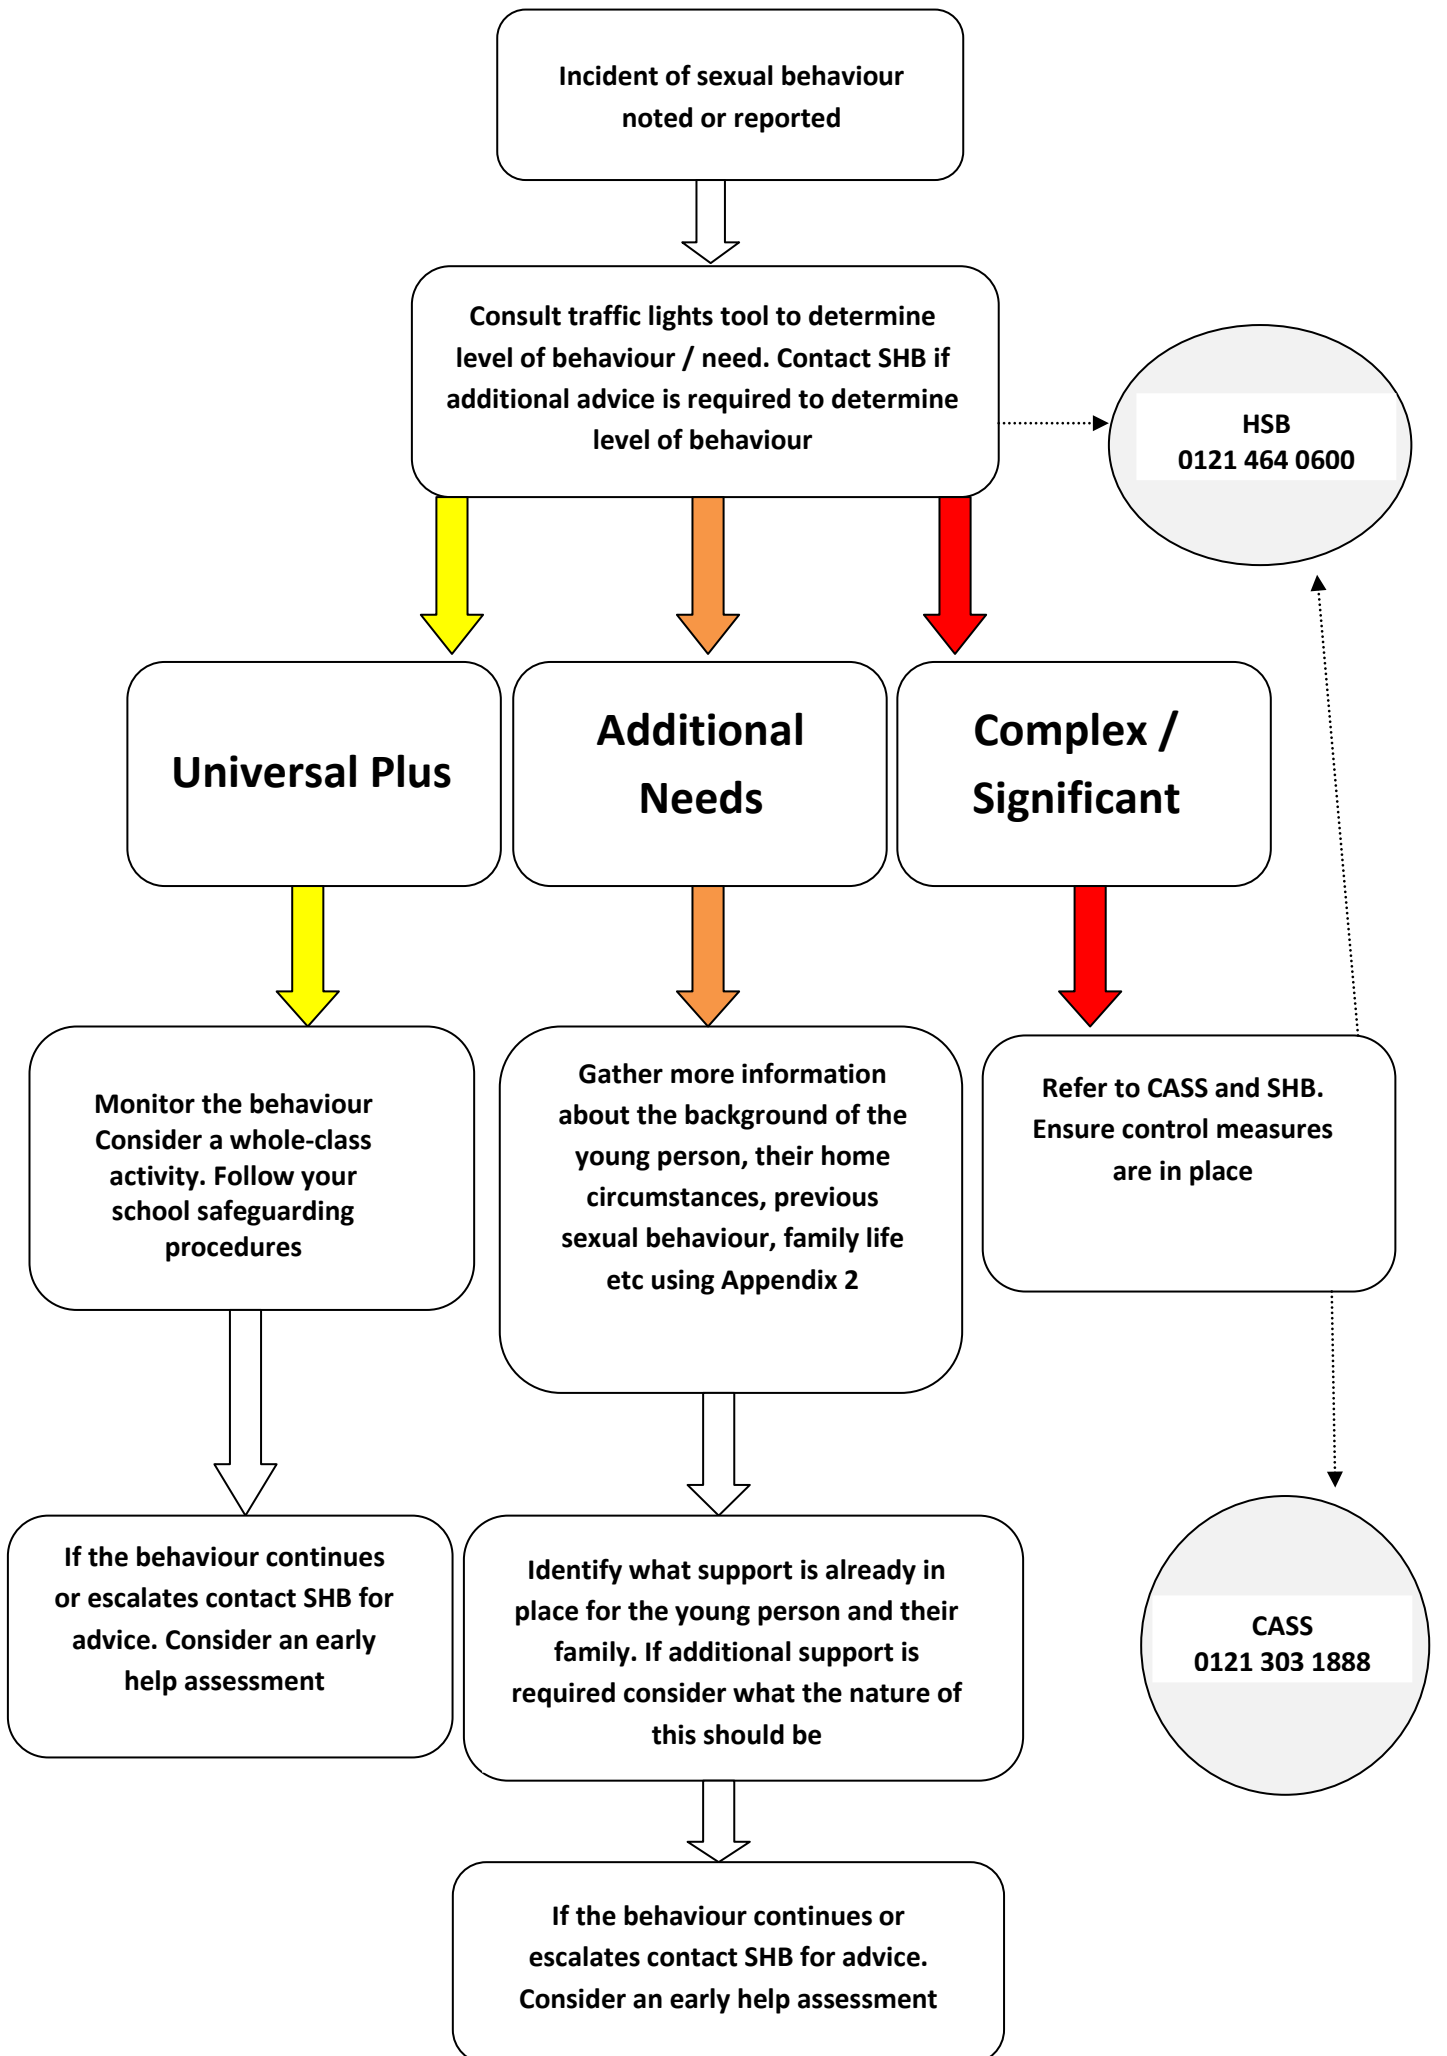 Incident of sexual behaviour
noted or reported
Consult traffic lights tool to determine
level of behaviour / need. Contact SHB if
additional advice is required to determine
level of behaviour
HSB
0121 464 0600
Universal Plus
Additional
Needs
Complex /
Significant
Monitor the behaviour
Consider a whole-class
activity. Follow your
school safeguarding
procedures
Gather more information
about the background of the
young person, their home
circumstances, previous
sexual behaviour, family life
etc using Appendix 2
Refer to CASS and SHB.
Ensure control measures
are in place
If the behaviour continues
or escalates contact SHB for
advice. Consider an early
help assessment
Identify what support is already in
place for the young person and their
family. If additional support is
required consider what the nature of
this should be
CASS
0121 303 1888
If the behaviour continues or
escalates contact SHB for advice.
Consider an early help assessment